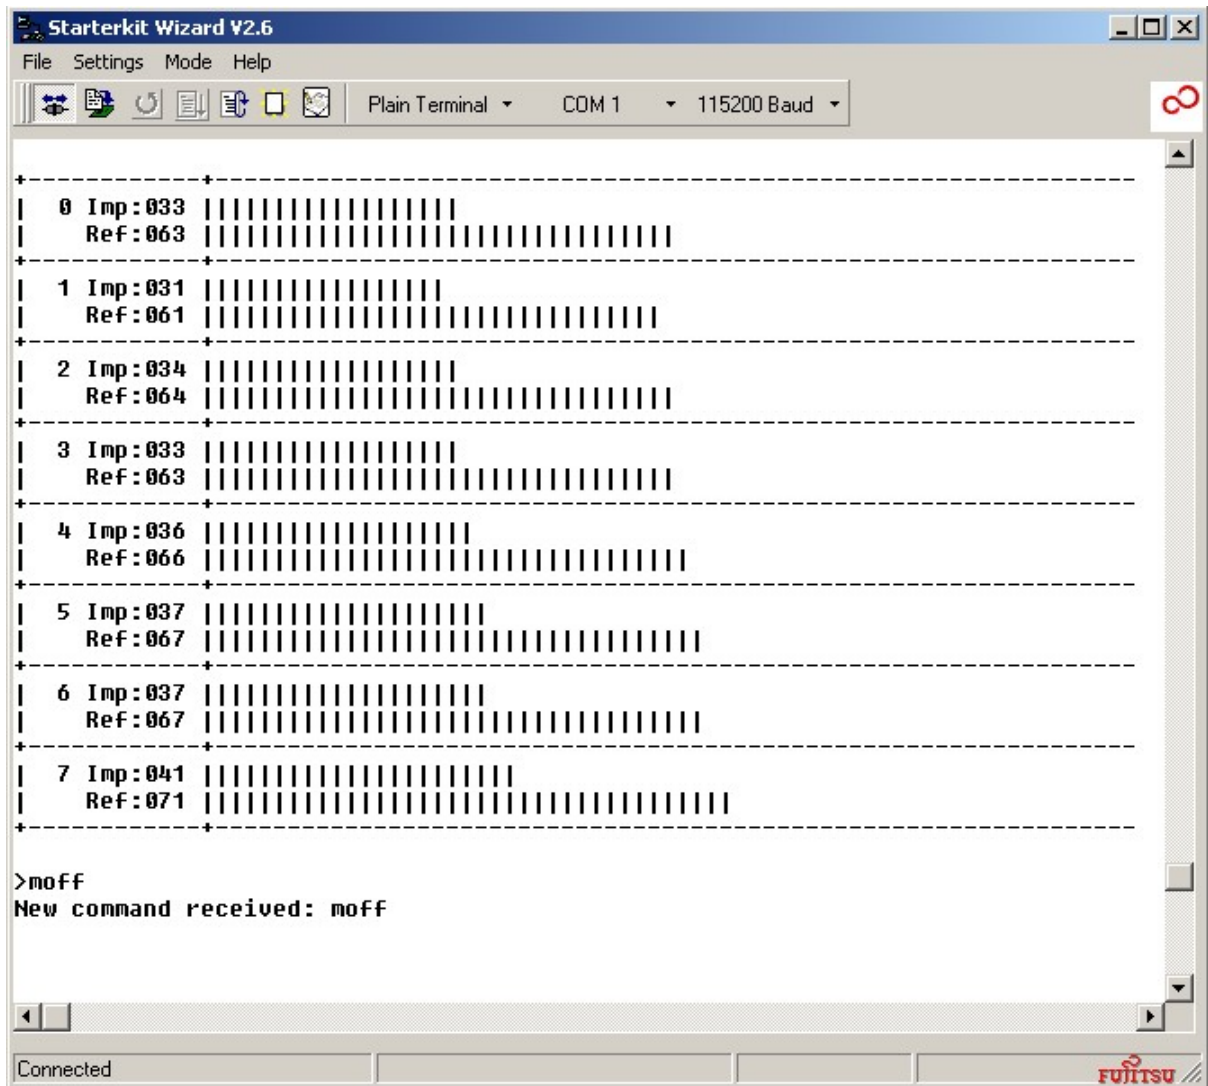 Starterkit Wizard V2.6
File Settings Mode Help
Plain Terminal COM 1 115200 Baud
+------------+----------------------------------------------------------------
| 0 Imp:033 ||||||||||||||||||
| Ref:063 |||||||||||||||||||||||||||||||||
+------------+----------------------------------------------------------------
| 1 Imp:031 |||||||||||||||||
| Ref:061 ||||||||||||||||||||||||||||||||
+------------+----------------------------------------------------------------
| 2 Imp:034 ||||||||||||||||||
| Ref:064 |||||||||||||||||||||||||||||||||
+------------+----------------------------------------------------------------
| 3 Imp:033 ||||||||||||||||||
| Ref:063 |||||||||||||||||||||||||||||||||
+------------+----------------------------------------------------------------
| 4 Imp:036 |||||||||||||||||||
| Ref:066 ||||||||||||||||||||||||||||||||||
+------------+----------------------------------------------------------------
| 5 Imp:037 ||||||||||||||||||||
| Ref:067 |||||||||||||||||||||||||||||||||||
+------------+----------------------------------------------------------------
| 6 Imp:037 ||||||||||||||||||||
| Ref:067 |||||||||||||||||||||||||||||||||||
+------------+----------------------------------------------------------------
| 7 Imp:041 ||||||||||||||||||||||
| Ref:071 |||||||||||||||||||||||||||||||||||||
+------------+----------------------------------------------------------------
>moff
New command received: moff
Connected
FUJITSU